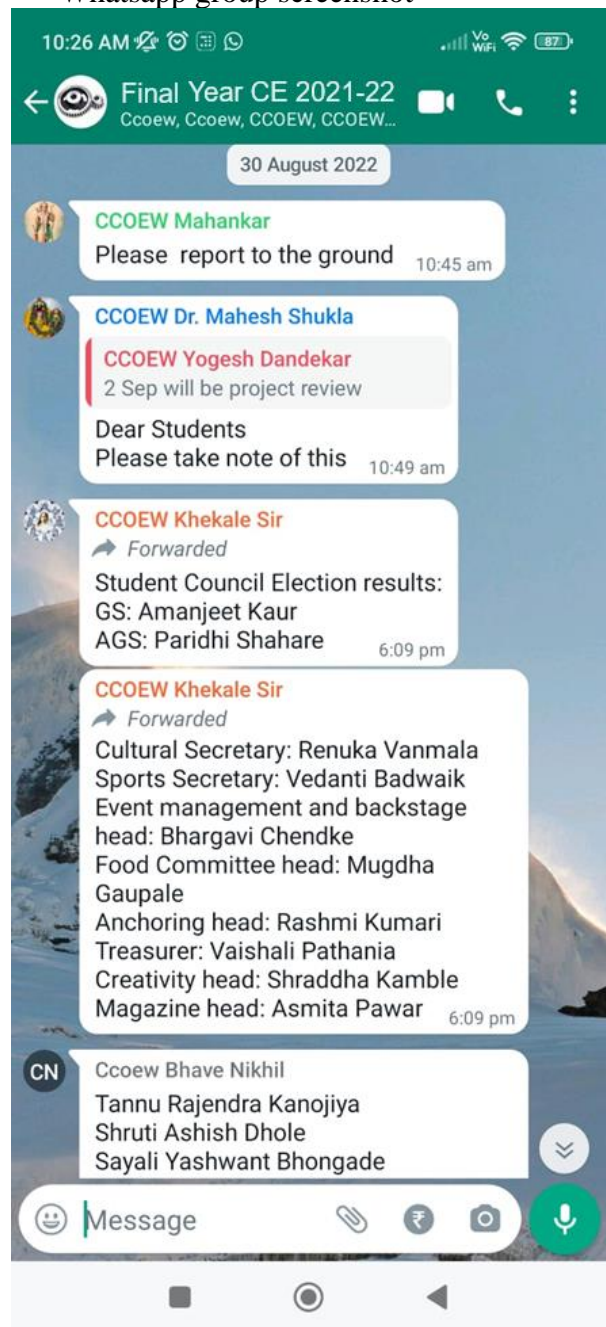 Whatsapp group screenshot
10:26 AM
Vo
WiFi
87
Final Year CE 2021-22
Ccoew, Ccoew, CCOEW, CCOEW...
30 August 2022
CCOEW Mahankar
Please report to the ground 10:45 am
CCOEW Dr. Mahesh Shukla
CCOEW Yogesh Dandekar
2 Sep will be project review
Dear Students
Please take note of this 10:49 am
CCOEW Khekale Sir
Forwarded
Student Council Election results:
GS: Amanjeet Kaur
AGS: Paridhi Shahare 6:09 pm
CCOEW Khekale Sir
Forwarded
Cultural Secretary: Renuka Vanmala
Sports Secretary: Vedanti Badwaik
Event management and backstage
head: Bhargavi Chendke
Food Committee head: Mugdha
Gaupale
Anchoring head: Rashmi Kumari
Treasurer: Vaishali Pathania
Creativity head: Shraddha Kamble
Magazine head: Asmita Pawar 6:09 pm
CN
Ccoew Bhave Nikhil
Tannu Rajendra Kanojiya
Shruti Ashish Dhole
Sayali Yashwant Bhongade
Message
₹